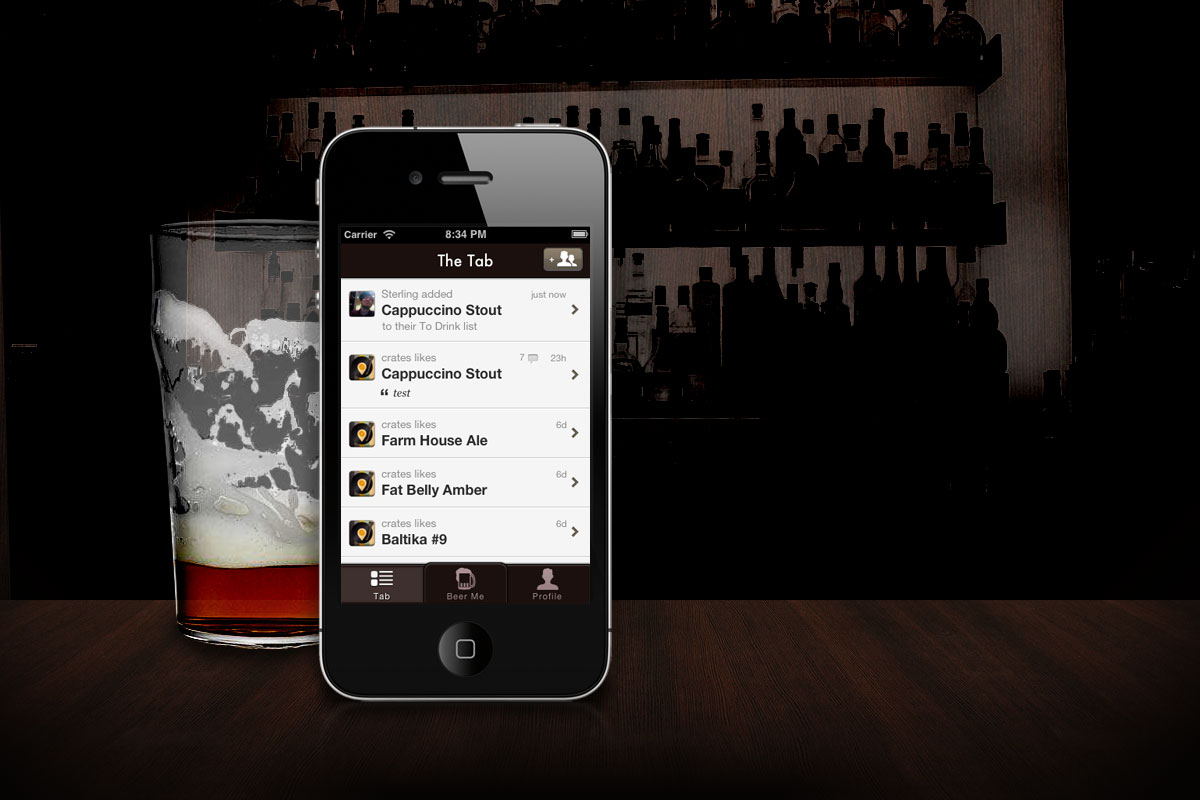 Carrier 8:34 PM
The Tab
Sterling added just now
Cappuccino Stout
to their To Drink list
crates likes 7 23h
Cappuccino Stout
“ test
crates likes 6d
Farm House Ale
crates likes 6d
Fat Belly Amber
crates likes 6d
Baltika #9
Tab Beer Me Profile